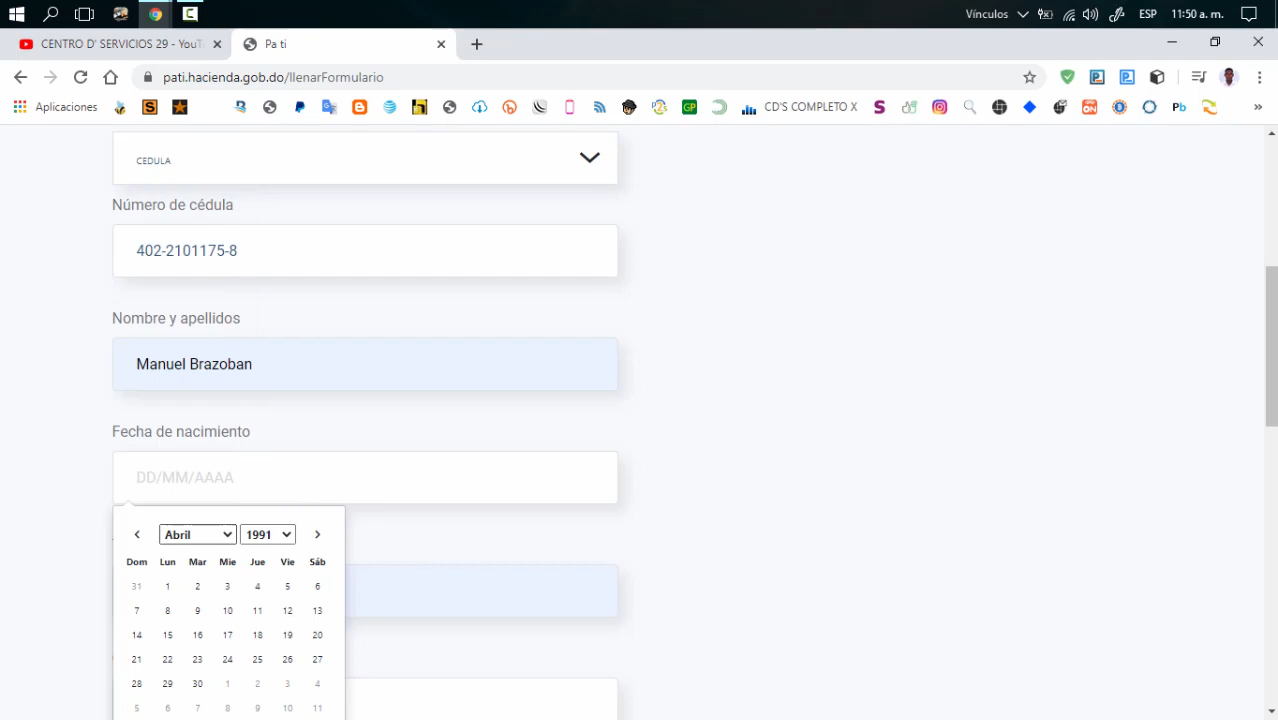 Vínculos ESP 11:50 a. m.
CENTRO D' SERVICIOS 29 - YouT
Pa ti
pati.hacienda.gob.do/llenarFormulario
Aplicaciones CD'S COMPLETO X Pb »
CEDULA
Número de cédula
402-2101175-8
Nombre y apellidos
Manuel Brazoban
Fecha de nacimiento
DD/MM/AAAA
Abril 1991
Dom Lun Mar Mie Jue Vie Sáb
31 1 2 3 4 5 6
7 8 9 10 11 12 13
14 15 16 17 18 19 20
21 22 23 24 25 26 27
28 29 30 1 2 3 4
5 6 7 8 9 10 11